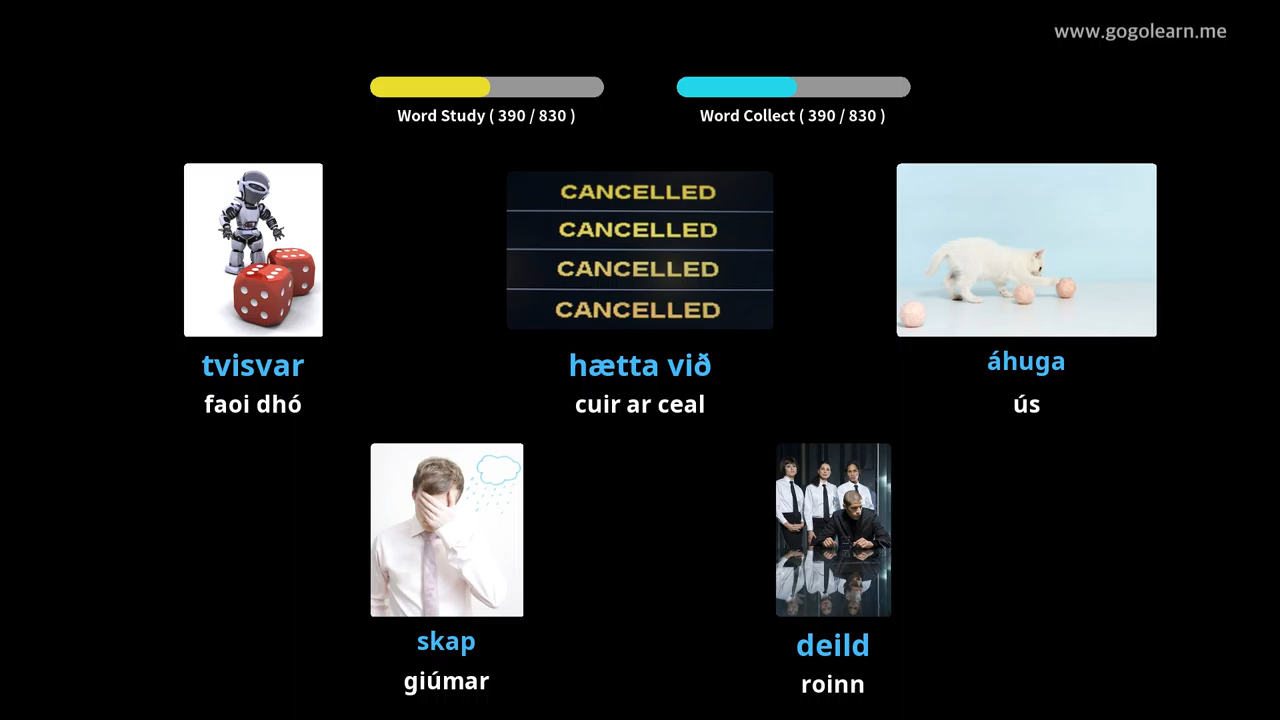 www.gogolearn.me
Word Study ( 390 / 830 )
Word Collect ( 390 / 830 )
CANCELLED
CANCELLED
CANCELLED
CANCELLED
tvisvar
faoi dhó
hætta við
cuir ar ceal
áhuga
ús
skap
giúmar
deild
roinn